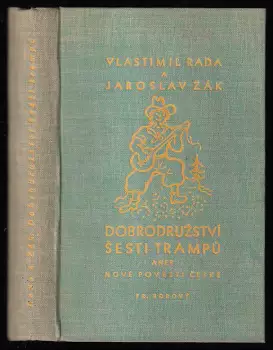 VLASTIMIL RADA
A
JAROSLAV ŽÁK
DOBRODRUŽSTVÍ
ŠESTI TRAMPŮ
ANEB
NOVÉ POVĚSTI ČESKÉ
FR. BOROVÝ